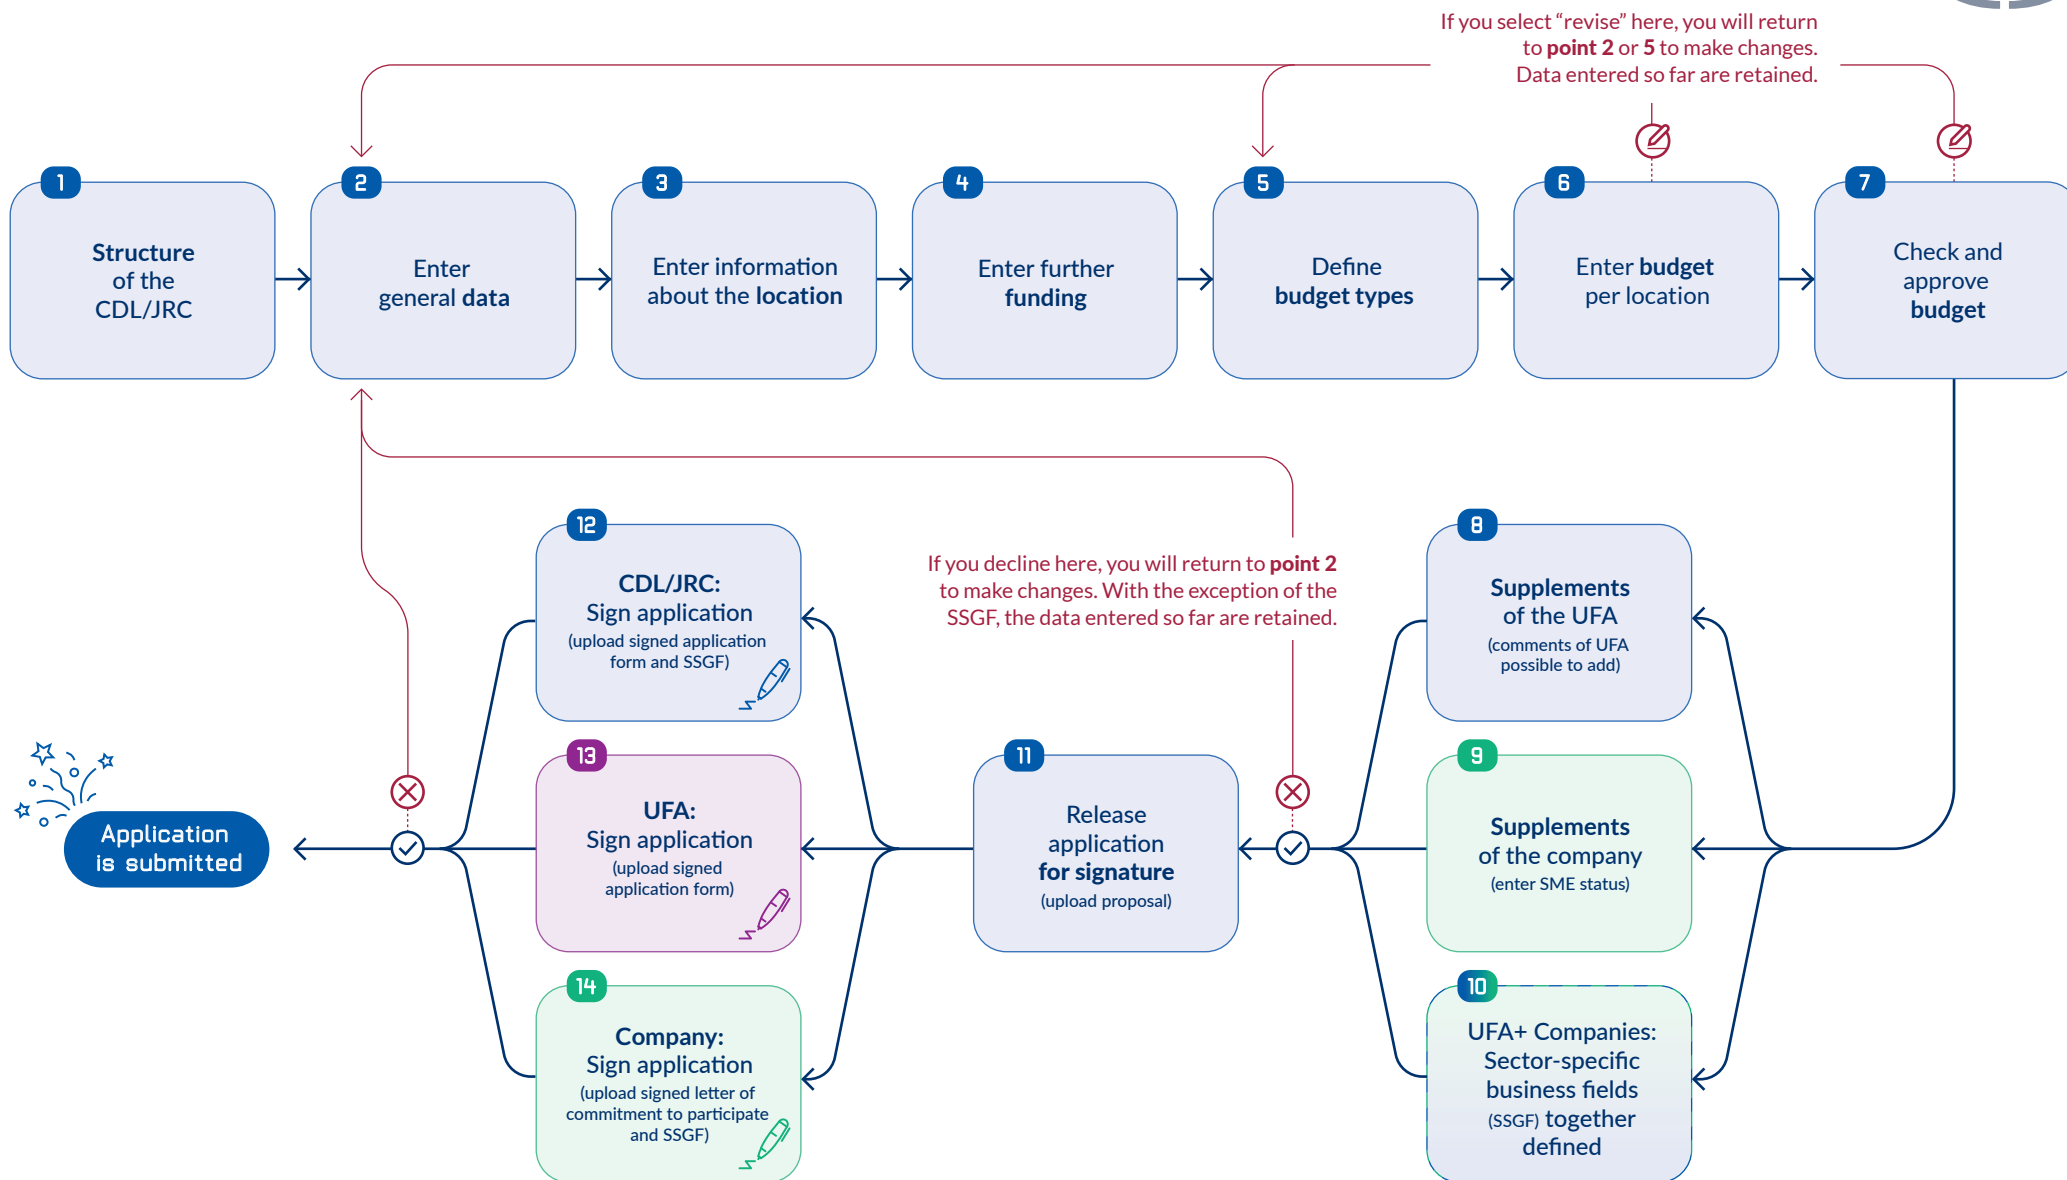 If you select “revise” here, you will return
to point 2 or 5 to make changes.
Data entered so far are retained.
1
Structure
of the
CDL/JRC
2
Enter
general data
3
Enter information
about the location
4
Enter further
funding
5
Define
budget types
6
Enter budget
per location
7
Check and
approve
budget
If you decline here, you will return to point 2
to make changes. With the exception of the
SSGF, the data entered so far are retained.
8
Supplements
of the UFA
(comments of UFA
possible to add)
9
Supplements
of the company
(enter SME status)
10
UFA+ Companies:
Sector-specific
business fields
(SSGF) together
defined
11
Release
application
for signature
(upload proposal)
12
CDL/JRC:
Sign application
(upload signed application
form and SSGF)
13
UFA:
Sign application
(upload signed
application form)
14
Company:
Sign application
(upload signed letter of
commitment to participate
and SSGF)
Application
is submitted